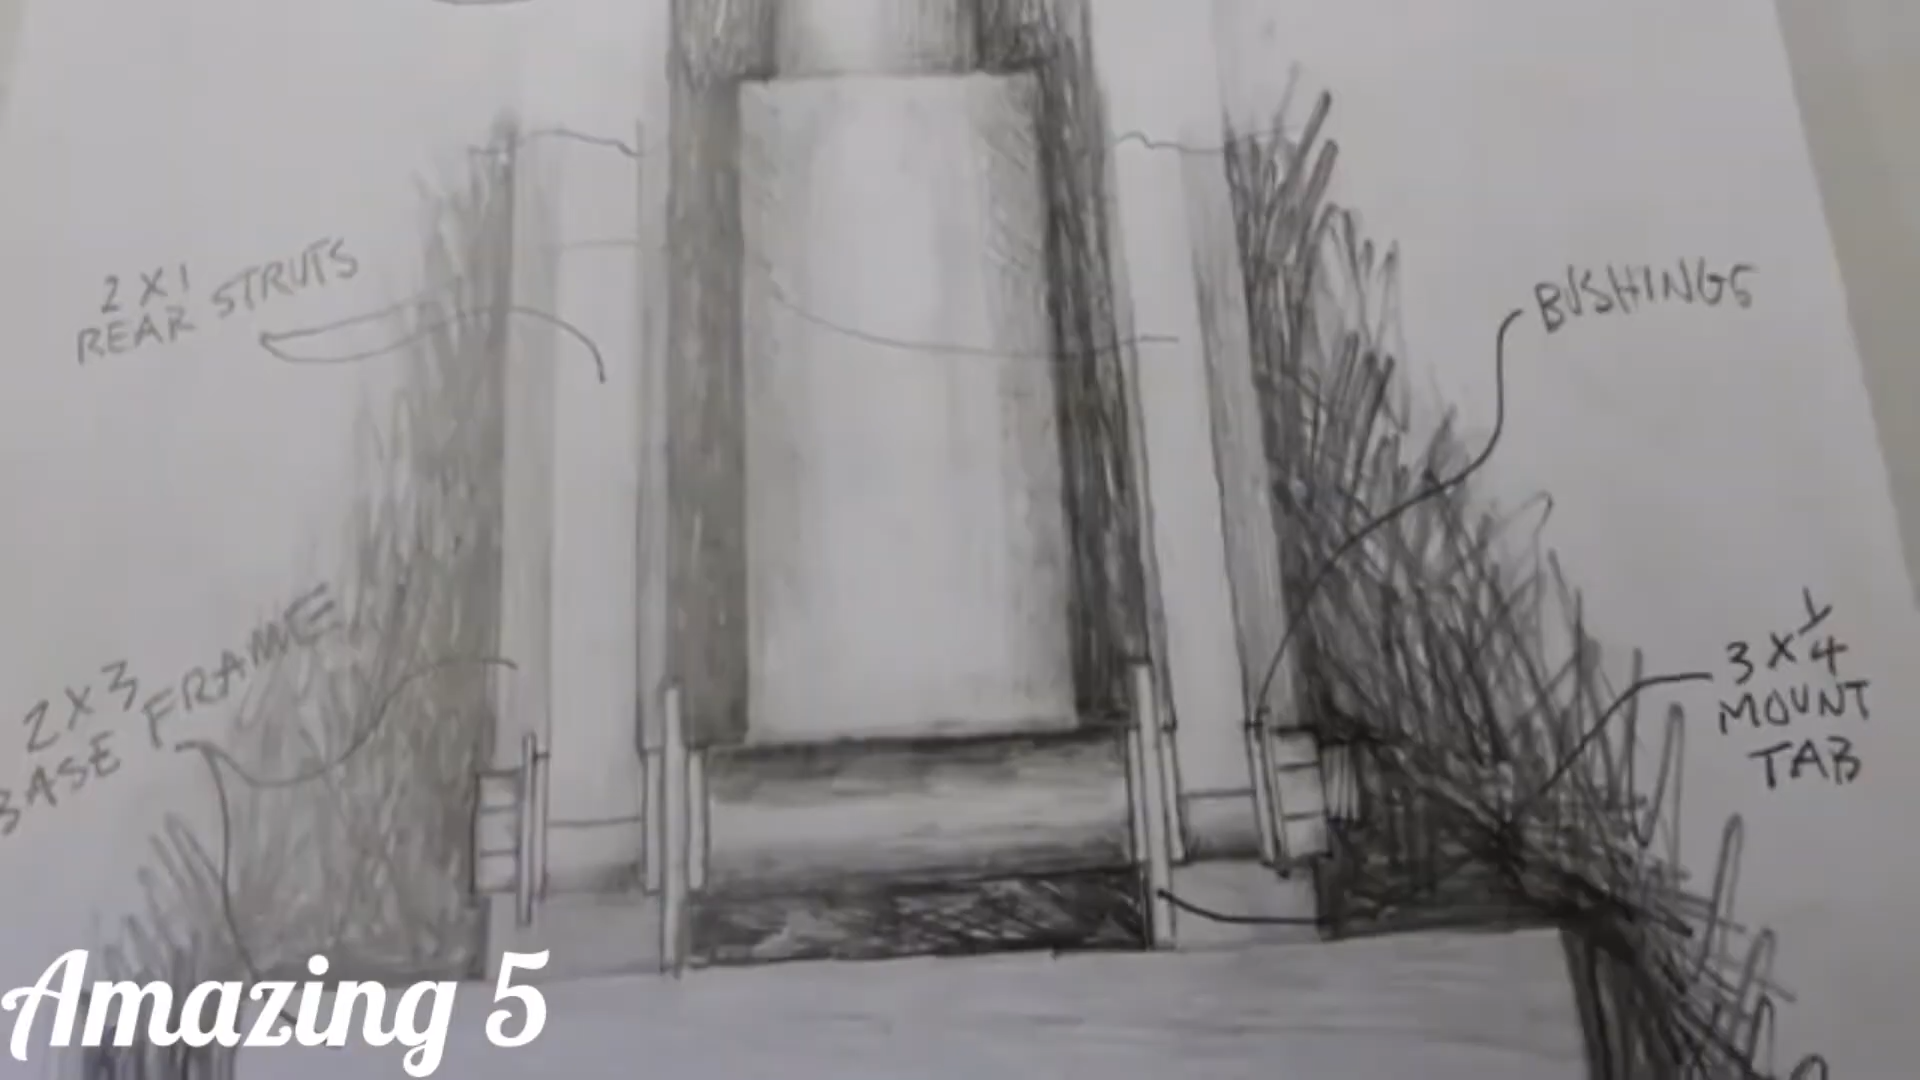 2 X 1
REAR STRUTS
BUSHINGS
2 X 3
BASE FRAME
3 X 1/4
MOUNT
TAB
Amazing 5